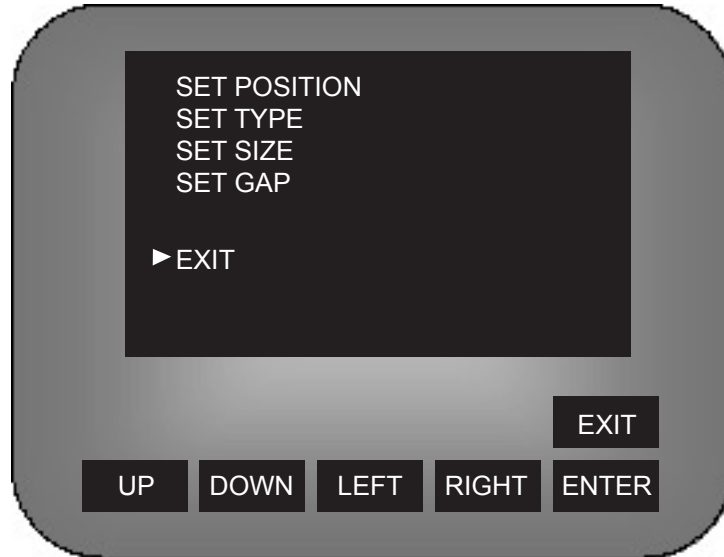 SET POSITION
SET TYPE
SET SIZE
SET GAP
►EXIT
EXIT
UP DOWN LEFT RIGHT ENTER